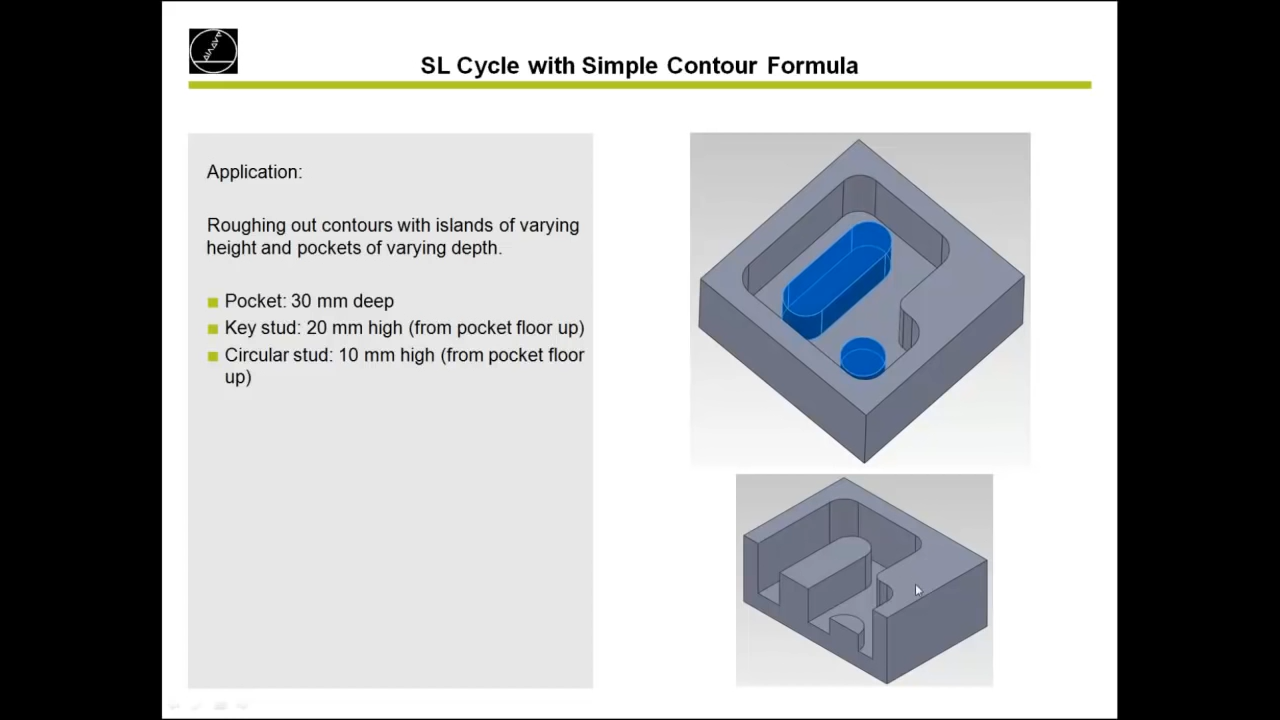 SL Cycle with Simple Contour Formula
Application:
Roughing out contours with islands of varying
height and pockets of varying depth.
Pocket: 30 mm deep
Key stud: 20 mm high (from pocket floor up)
Circular stud: 10 mm high (from pocket floor
up)